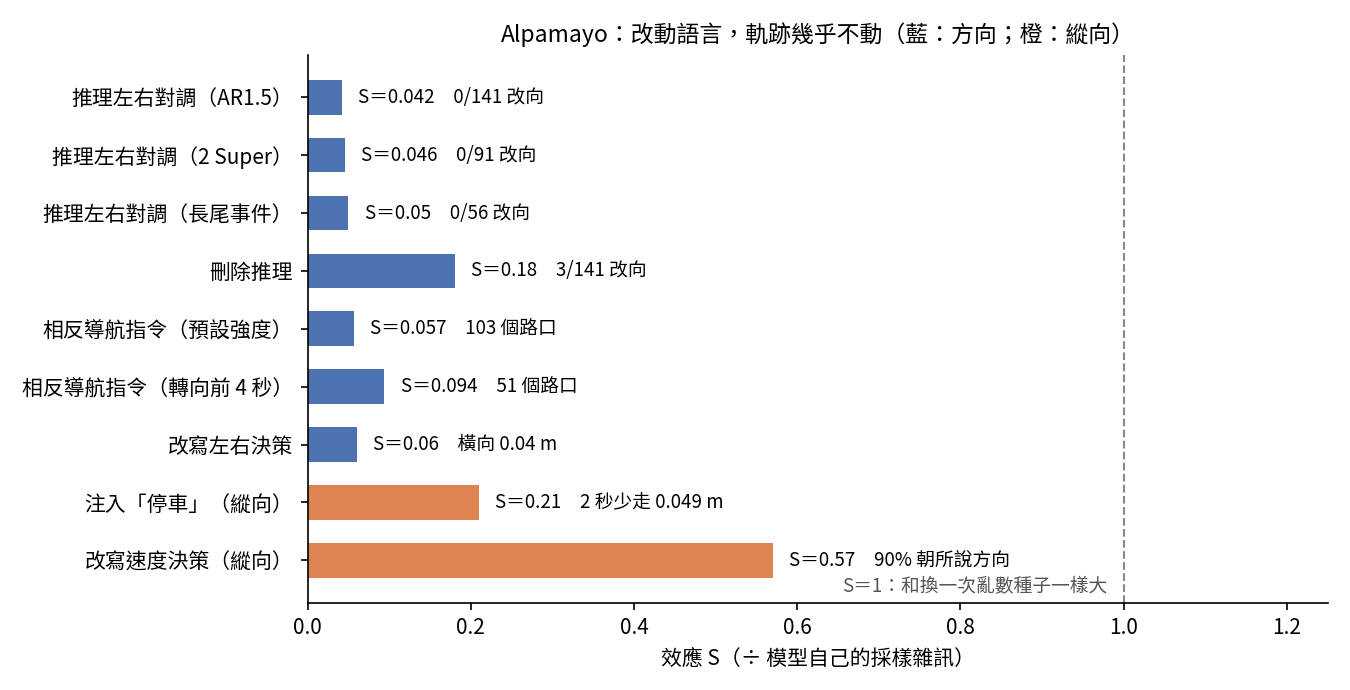 Alpamayo：改動語言，軌跡幾乎不動（藍：方向；橙：縱向）
推理左右對調（AR1.5） S＝0.042 0/141 改向
推理左右對調（2 Super） S＝0.046 0/91 改向
推理左右對調（長尾事件） S＝0.05 0/56 改向
刪除推理 S＝0.18 3/141 改向
相反導航指令（預設強度） S＝0.057 103 個路口
相反導航指令（轉向前 4 秒） S＝0.094 51 個路口
改寫左右決策 S＝0.06 橫向 0.04 m
注入「停車」（縱向） S＝0.21 2 秒少走 0.049 m
改寫速度決策（縱向） S＝0.57 90% 朝所說方向
S＝1：和換一次亂數種子一樣大
0.0 0.2 0.4 0.6 0.8 1.0 1.2
效應 S（÷ 模型自己的採樣雜訊）